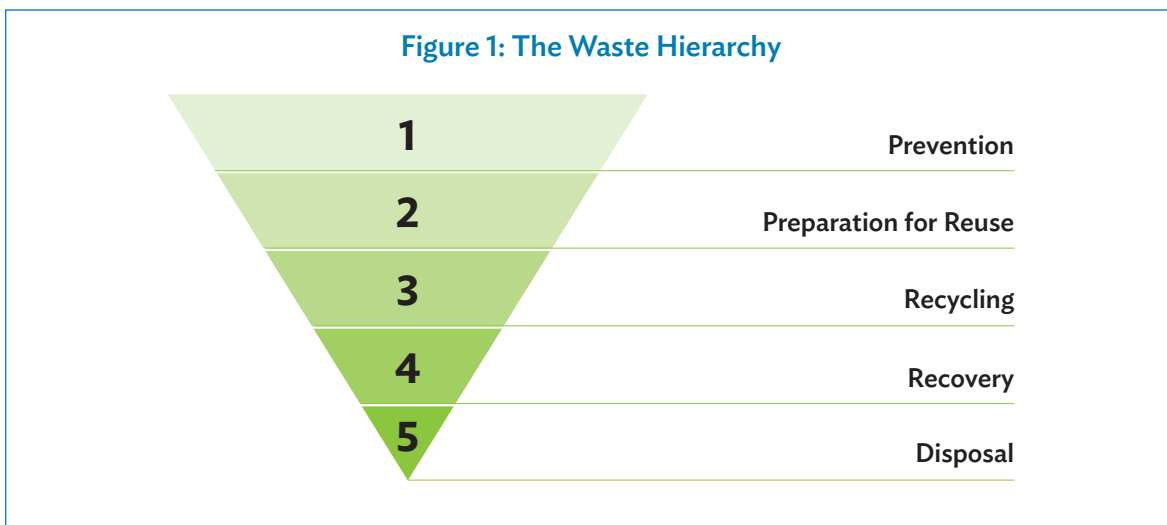 Figure 1: The Waste Hierarchy
1
Prevention
2
Preparation for Reuse
3
Recycling
4
Recovery
5
Disposal